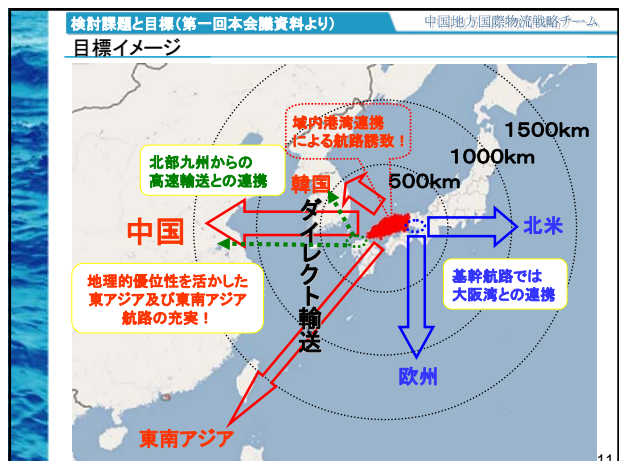 検討課題と目標（第一回本会議資料より）
中国地方国際物流戦略チーム
目標イメージ
域内港湾連携
による航路誘致！
1500km
1000km
500km
北部九州からの
高速輸送との連携
韓国
中国
ダイレクト輸送
北米
地理的優位性を活かした
東アジア及び東南アジア
航路の充実！
基幹航路では
大阪湾との連携
欧州
東南アジア
11